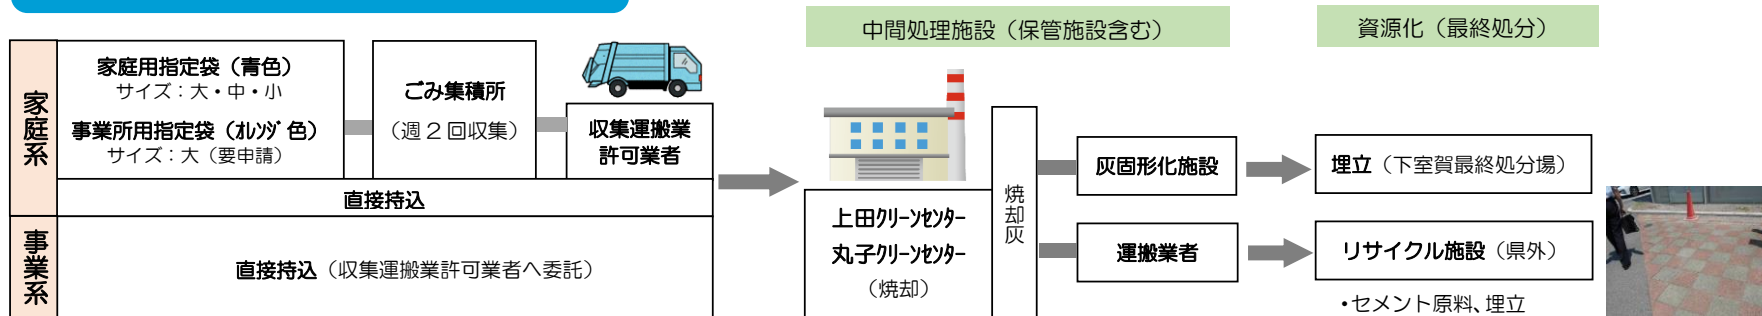 中間処理施設（保管施設含む）
資源化（最終処分）
家庭系
家庭用指定袋（青色）
サイズ：大・中・小
事業所用指定袋（ｵﾚﾝｼﾞ色）
サイズ：大（要申請）
ごみ集積所
（週２回収集）
収集運搬業
許可業者
直接持込
事業系
直接持込（収集運搬業許可業者へ委託）
上田ｸﾘｰﾝｾﾝﾀｰ
丸子ｸﾘｰﾝｾﾝﾀｰ
（焼却）
焼却灰
灰固形化施設
埋立（下室賀最終処分場）
運搬業者
リサイクル施設（県外）
・セメント原料、埋立